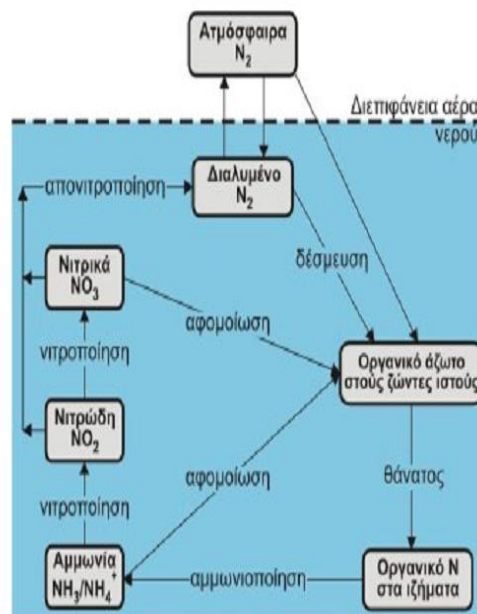 Ατμόσφαιρα
N₂
Διεπιφάνεια αέρα
νερού
απονιτροποίηση
Διαλυμένο
N₂
δέσμευση
Νιτρικά
NO₃
αφομοίωση
νιτροποίηση
Οργανικό άζωτο
στούς ζώντες ιστούς
Νιτρώδη
NO₂
αφομοίωση
θάνατος
νιτροποίηση
Αμμωνία
NH₃/NH₄⁺
αμμωνιοποίηση
Οργανικό N
στα ιζήματα